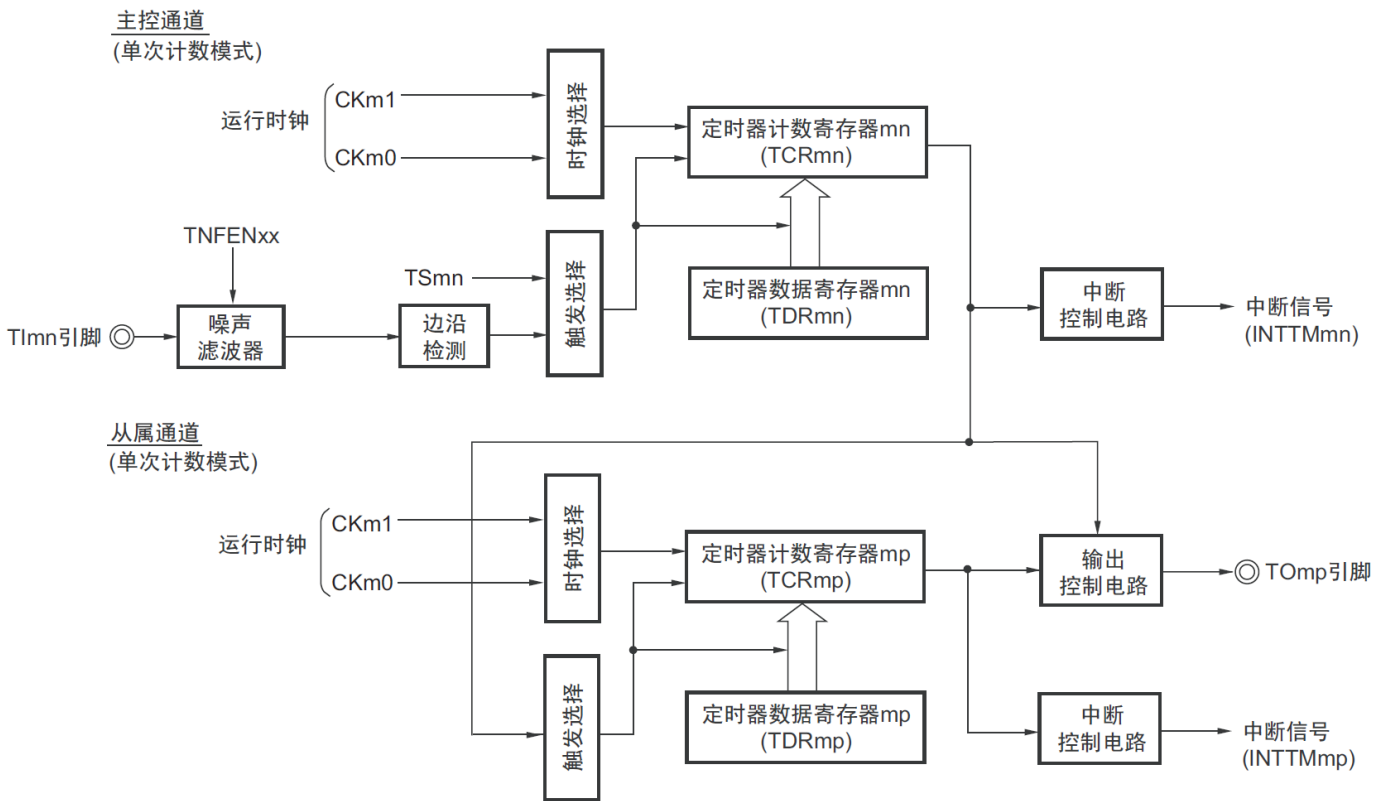 主控通道
(单次计数模式)
运行时钟
CKm1
CKm0
时钟选择
定时器计数寄存器mn
(TCRmn)
TNFENxx
TSmn
触发选择
定时器数据寄存器mn
(TDRmn)
中断
控制电路
中断信号
(INTTMmn)
TImn引脚
噪声
滤波器
边沿
检测
从属通道
(单次计数模式)
运行时钟
CKm1
CKm0
时钟选择
定时器计数寄存器mp
(TCRmp)
输出
控制电路
TOmp引脚
触发选择
定时器数据寄存器mp
(TDRmp)
中断
控制电路
中断信号
(INTTMmp)